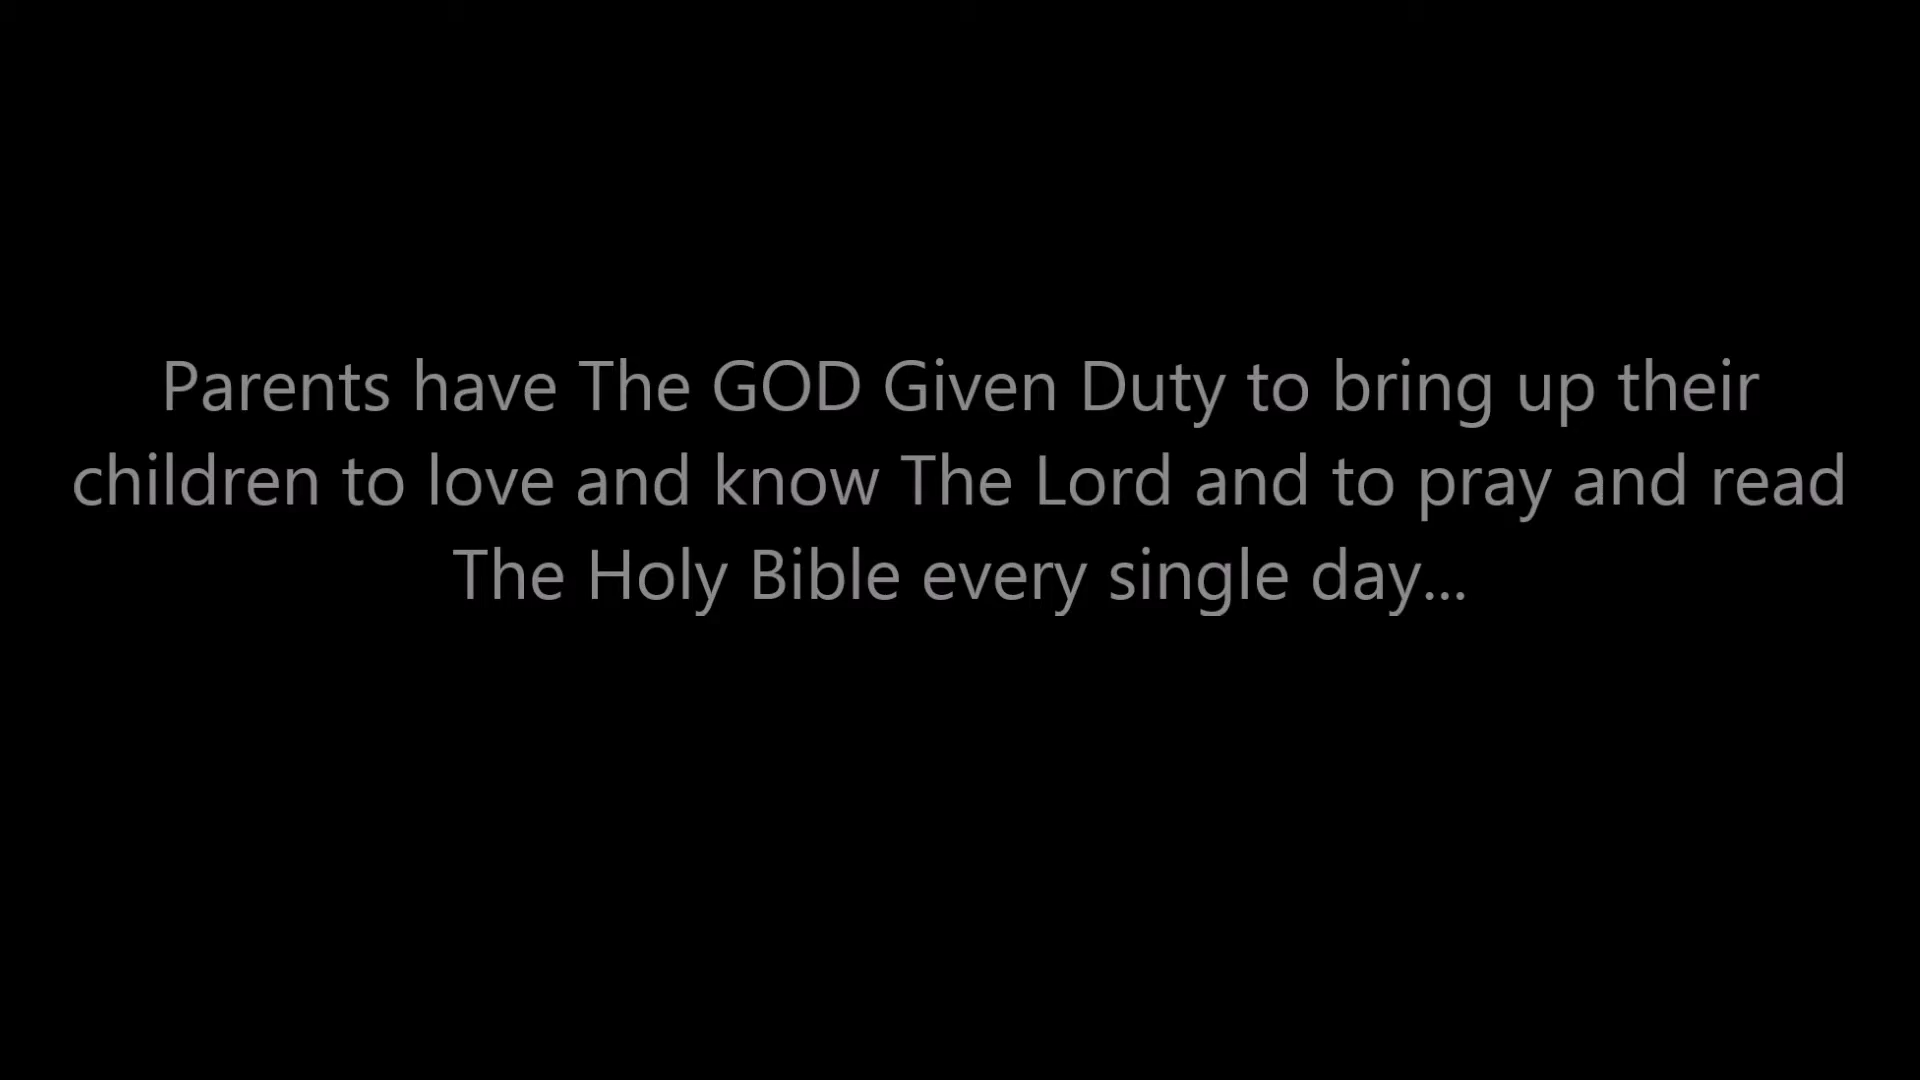 Parents have The GOD Given Duty to bring up their
children to love and know The Lord and to pray and read
The Holy Bible every single day...